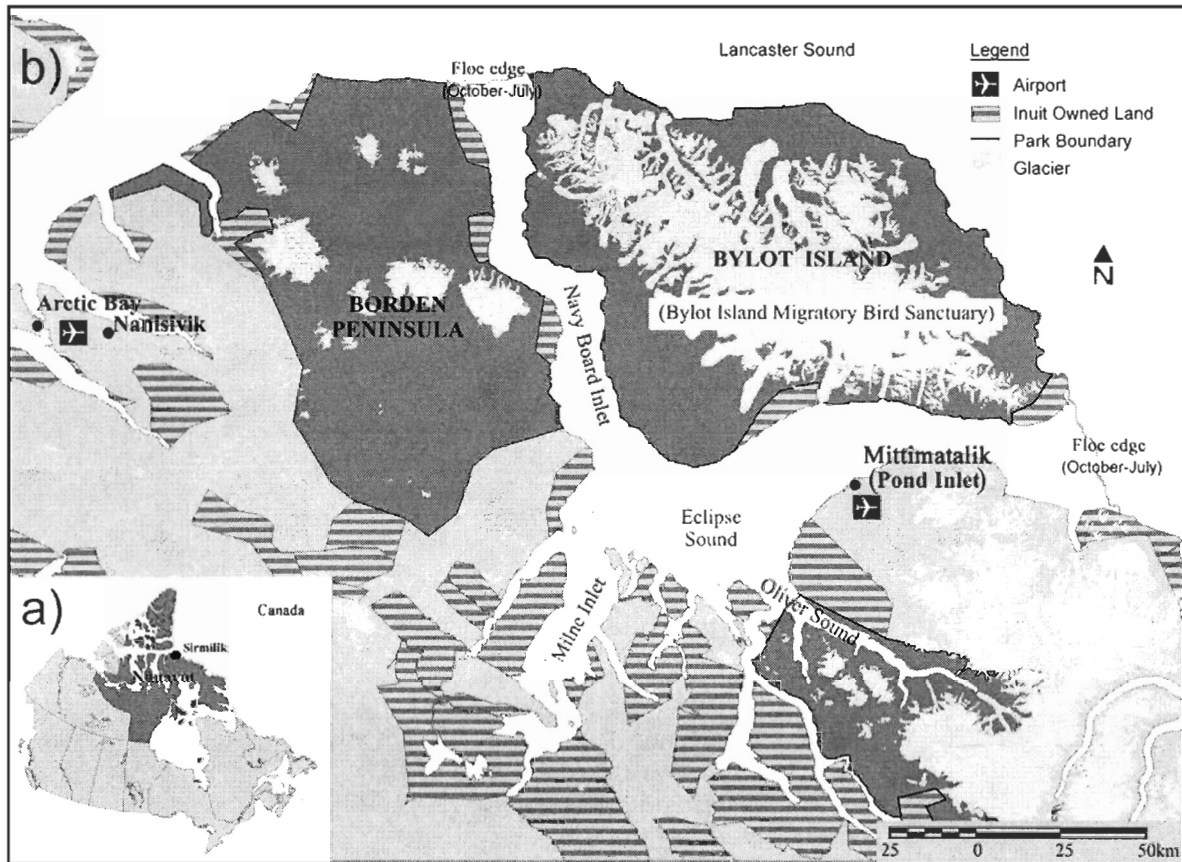 b)
Lancaster Sound
Floe edge
(October-July)
Legend
Airport
Inuit Owned Land
Park Boundary
Glacier
N
BYLOT ISLAND
(Bylot Island Migratory Bird Sanctuary)
Arctic Bay
Nanisivik
BORDEN
PENINSULA
Navy Board Inlet
Floe edge
(October-July)
Mittimatalik
(Pond Inlet)
Eclipse
Sound
Oliver Sound
Milne Inlet
a)
Canada
Sirmilik
Nunavut
25 0 25 50km